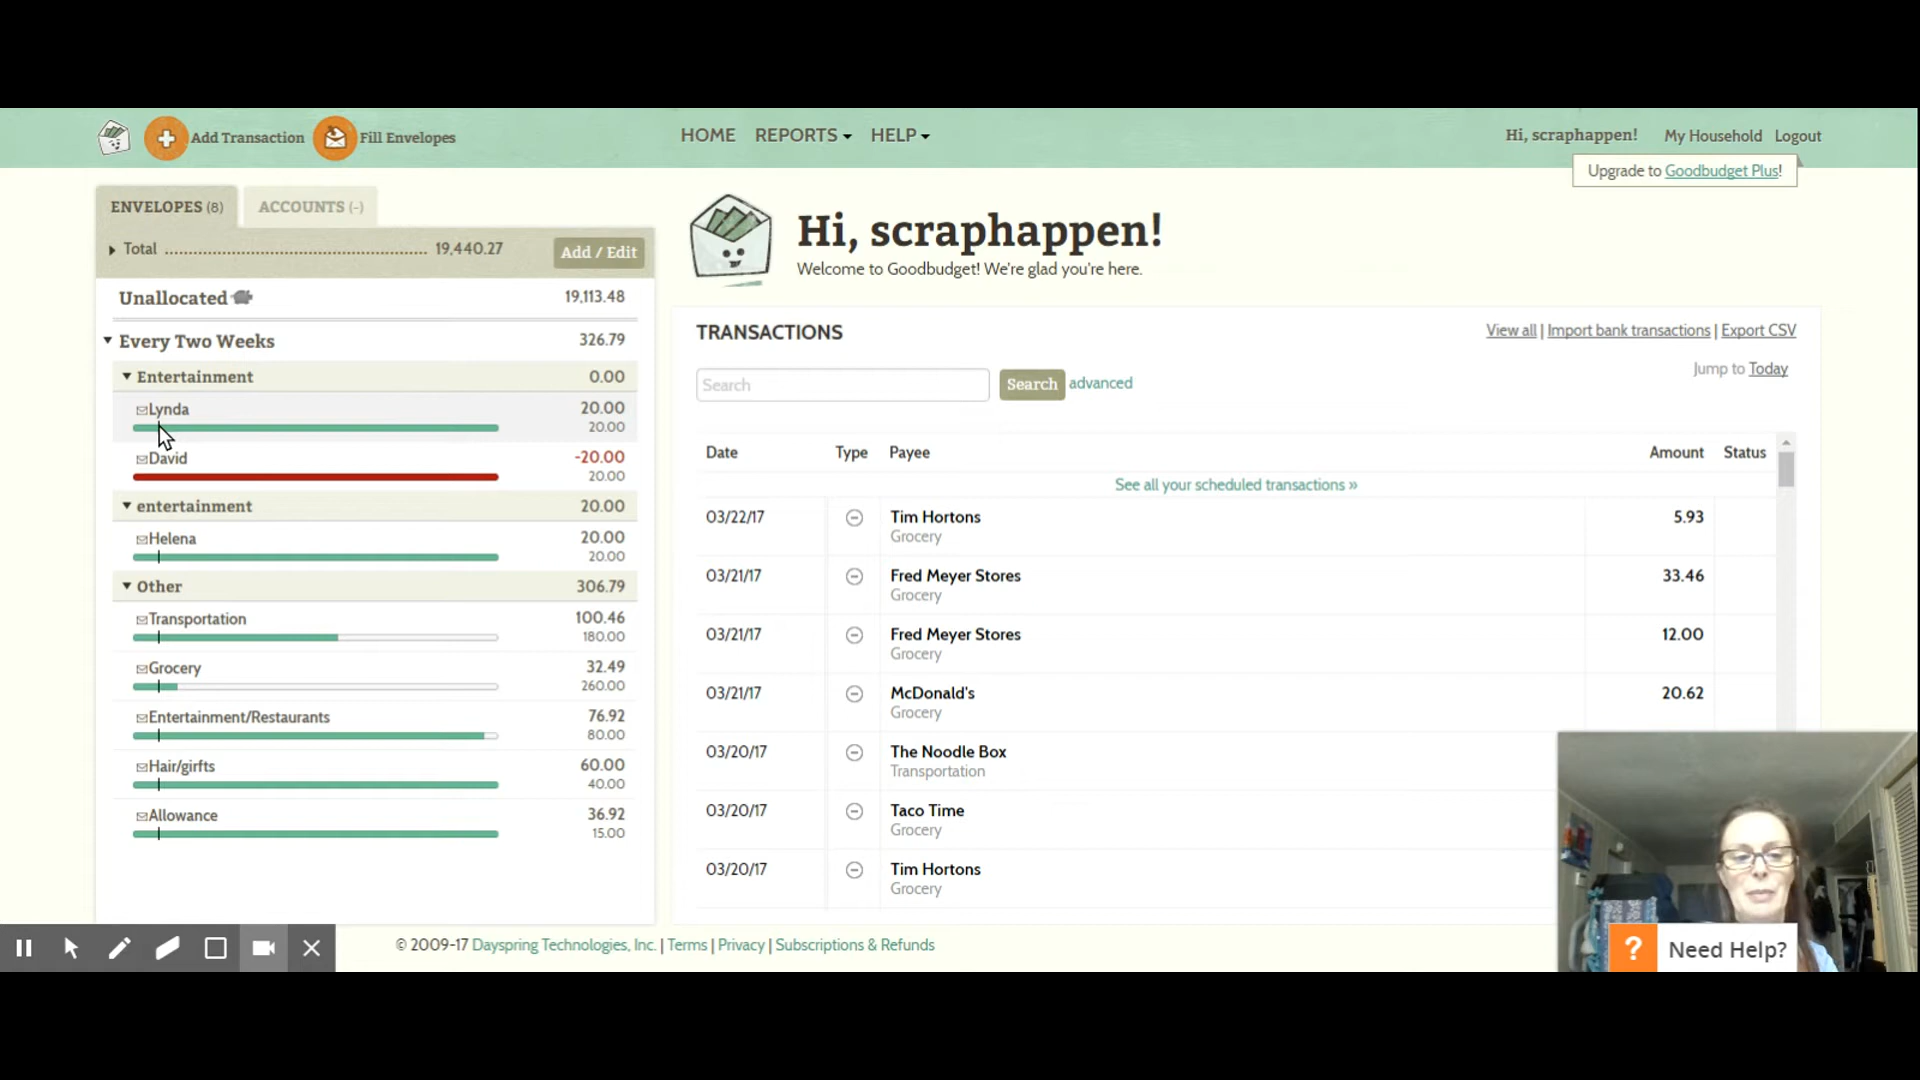 Add Transaction Fill Envelopes HOME REPORTS HELP Hi, scraphappen! My Household Logout
Upgrade to Goodbudget Plus!
ENVELOPES (8) ACCOUNTS (-)
Total 19,440.27 Add / Edit
Unallocated 19,113.48
Every Two Weeks 326.79
Entertainment 0.00
Lynda 20.00
20.00
David -20.00
20.00
entertainment 20.00
Helena 20.00
20.00
Other 306.79
Transportation 100.46
180.00
Grocery 32.49
260.00
Entertainment/Restaurants 76.92
80.00
Hair/girfts 60.00
40.00
Allowance 36.92
15.00
Hi, scraphappen!
Welcome to Goodbudget! We're glad you're here.
TRANSACTIONS View all | Import bank transactions | Export CSV
Jump to Today
Search Search advanced
Date Type Payee Amount Status
See all your scheduled transactions »
03/22/17 Tim Hortons 5.93
Grocery
03/21/17 Fred Meyer Stores 33.46
Grocery
03/21/17 Fred Meyer Stores 12.00
Grocery
03/21/17 McDonald's 20.62
Grocery
03/20/17 The Noodle Box
Transportation
03/20/17 Taco Time
Grocery
03/20/17 Tim Hortons
Grocery
© 2009-17 Dayspring Technologies, Inc. | Terms | Privacy | Subscriptions & Refunds
? Need Help?